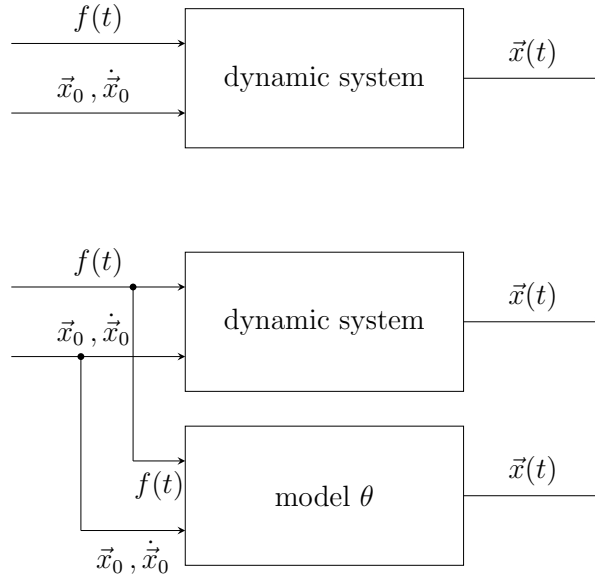 f(t)
dynamic system
x⃗(t)
x⃗₀ , ẋ⃗₀
f(t)
dynamic system
x⃗(t)
x⃗₀ , ẋ⃗₀
f(t)
model θ
x⃗(t)
x⃗₀ , ẋ⃗₀